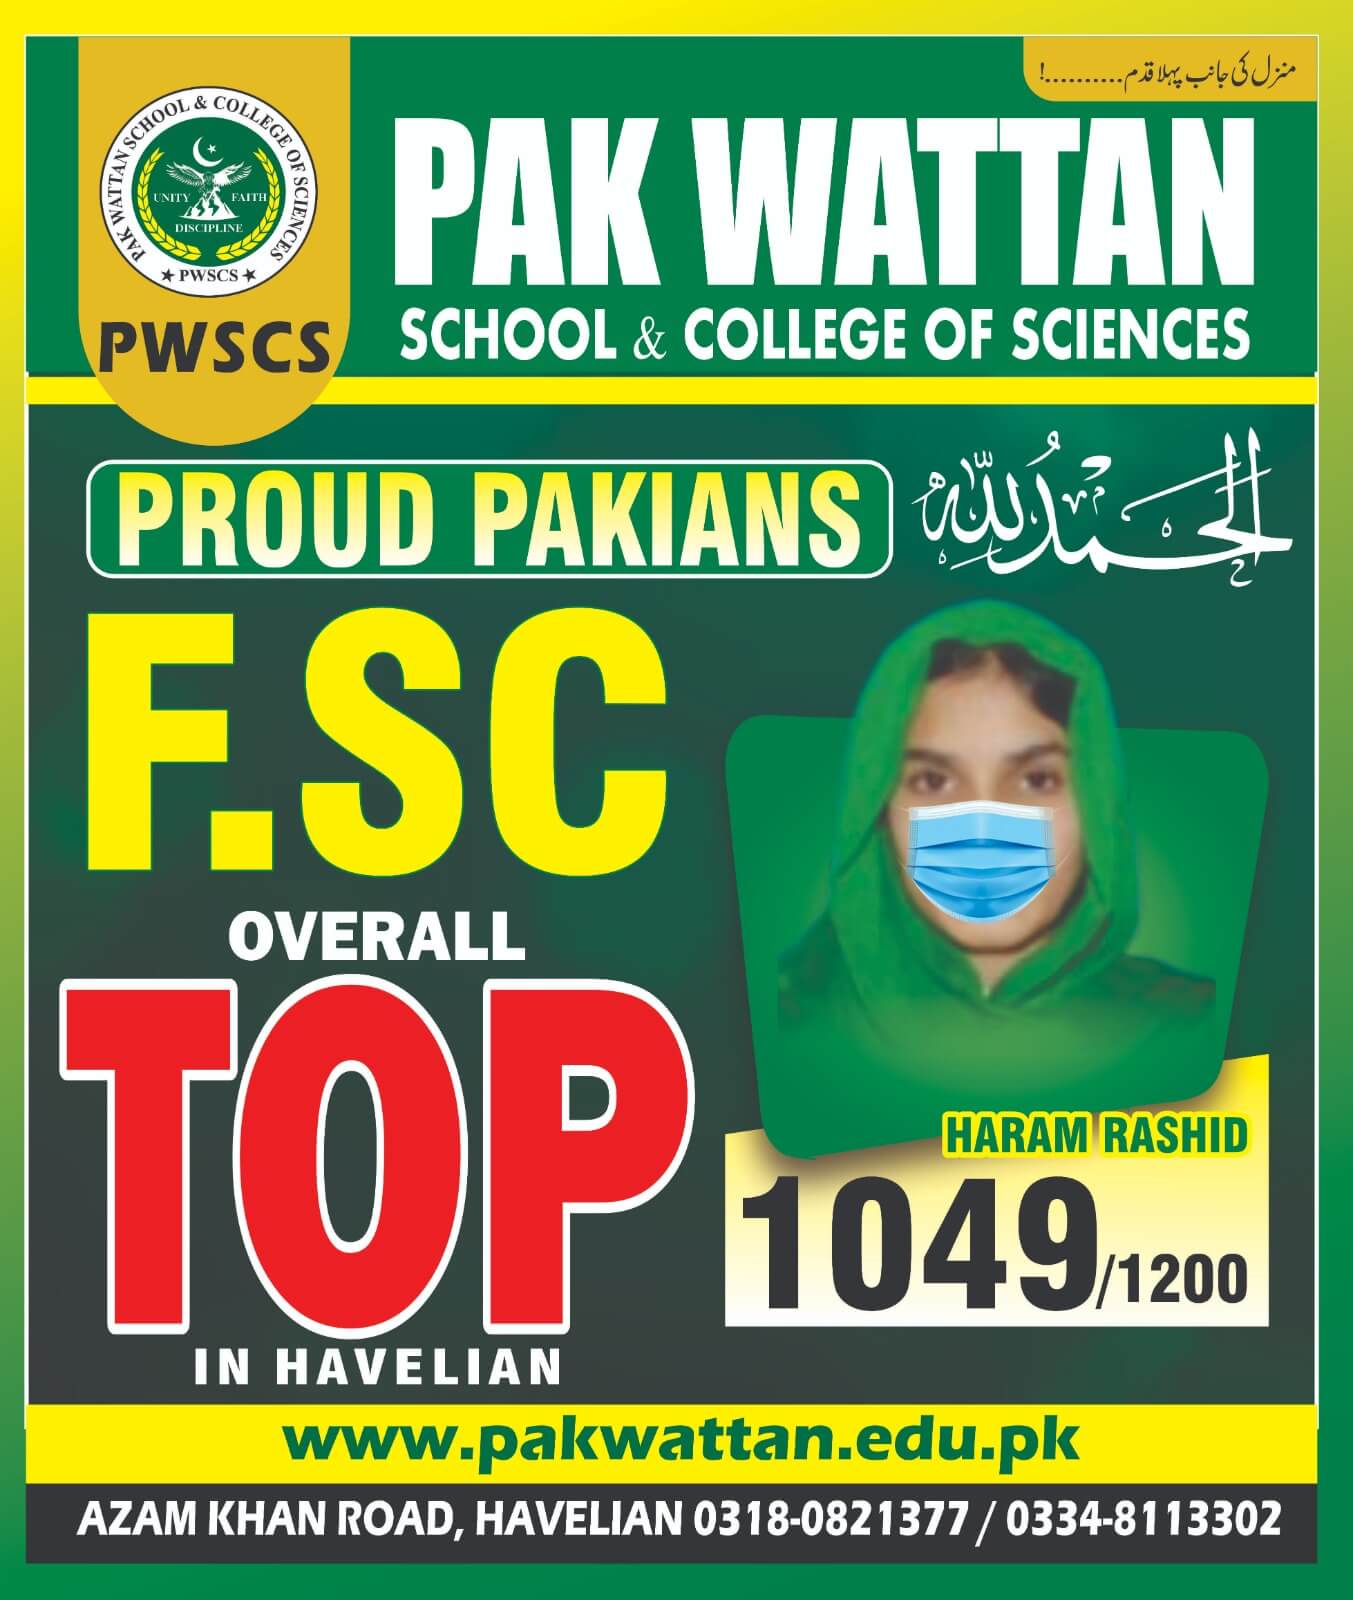 منزل کی جانب پہلا قدم..........!
PAK WATTAN SCHOOL & COLLEGE OF SCIENCES
UNITY FAITH
DISCIPLINE
★ PWSCS ★
PWSCS
PAK WATTAN
SCHOOL & COLLEGE OF SCIENCES
PROUD PAKIANS
الحمدللہ
F.SC
OVERALL
TOP
IN HAVELIAN
HARAM RASHID
1049/1200
www.pakwattan.edu.pk
AZAM KHAN ROAD, HAVELIAN 0318-0821377 / 0334-8113302